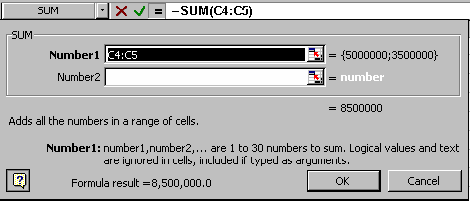 SUM = –SUM(C4:C5)
SUM
Number1 C4:C5 = {5000000;3500000}
Number2 = number
= 8500000
Adds all the numbers in a range of cells.
Number1: number1,number2,... are 1 to 30 numbers to sum. Logical values and text
are ignored in cells, included if typed as arguments.
Formula result =8,500,000.0 OK Cancel